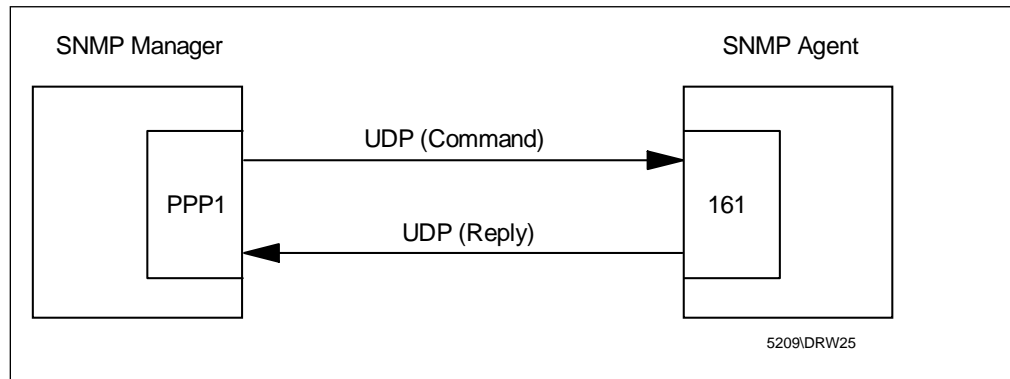 SNMP Manager
SNMP Agent
UDP (Command)
PPP1
161
UDP (Reply)
5209\DRW25